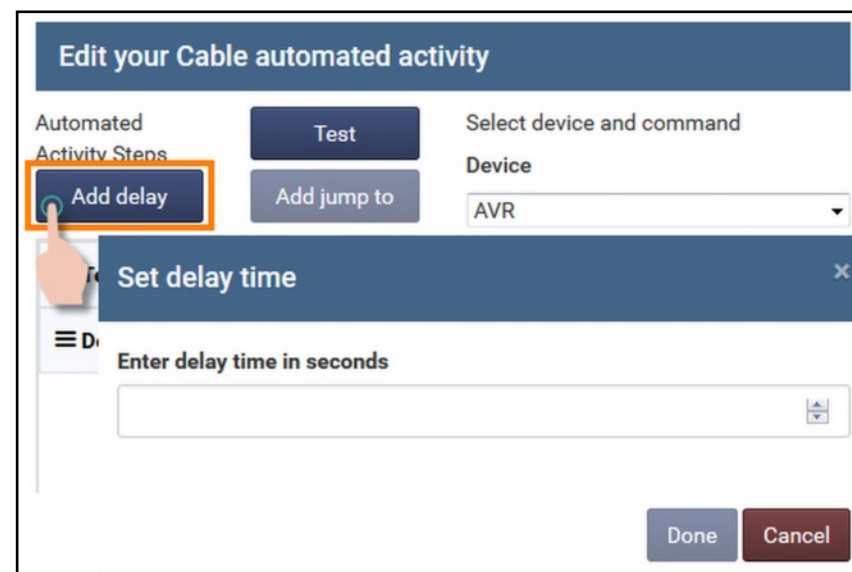 Edit your Cable automated activity
Automated
Activity Steps
Test
Select device and command
Device
Add delay
Add jump to
AVR
Set delay time
×
Enter delay time in seconds
Done
Cancel